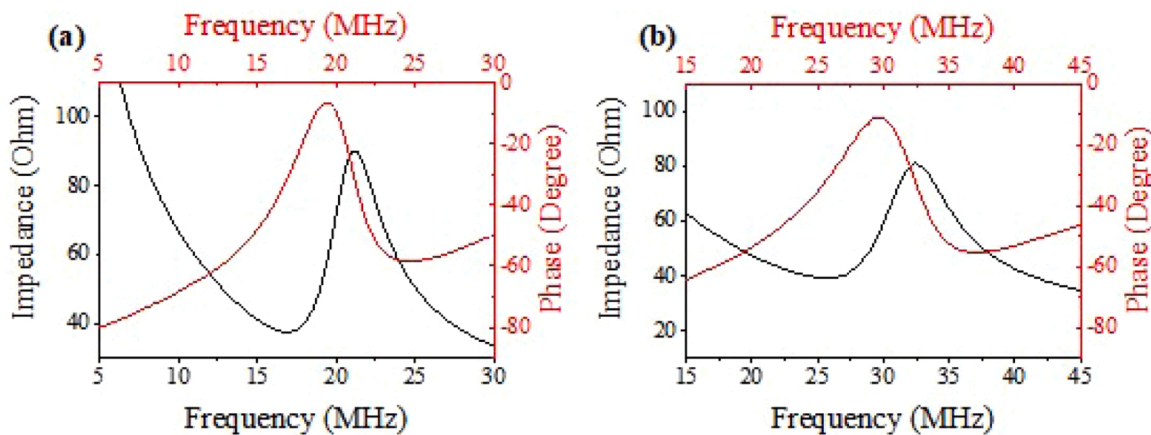 (a)
Frequency (MHz)
5 10 15 20 25 30
Impedance (Ohm)
100
80
60
40
0
-20
-40
-60
-80
Phase (Degree)
5 10 15 20 25 30
Frequency (MHz)
(b)
Frequency (MHz)
15 20 25 30 35 40 45
Impedance (Ohm)
100
80
60
40
20
0
-20
-40
-60
-80
Phase (Degree)
15 20 25 30 35 40 45
Frequency (MHz)